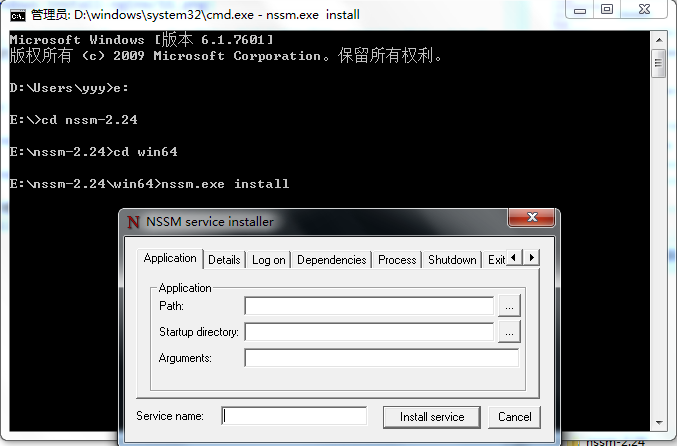 管理员: D:\windows\system32\cmd.exe - nssm.exe  install
Microsoft Windows [版本 6.1.7601]
版权所有 (c) 2009 Microsoft Corporation。保留所有权利。
D:\Users\yyy>e:
E:\>cd nssm-2.24
E:\nssm-2.24>cd win64
E:\nssm-2.24\win64>nssm.exe install
NSSM service installer
Application Details Log on Dependencies Process Shutdown Exit
Application
Path: ...
Startup directory: ...
Arguments:
Service name: Install service Cancel
nssm-2.24